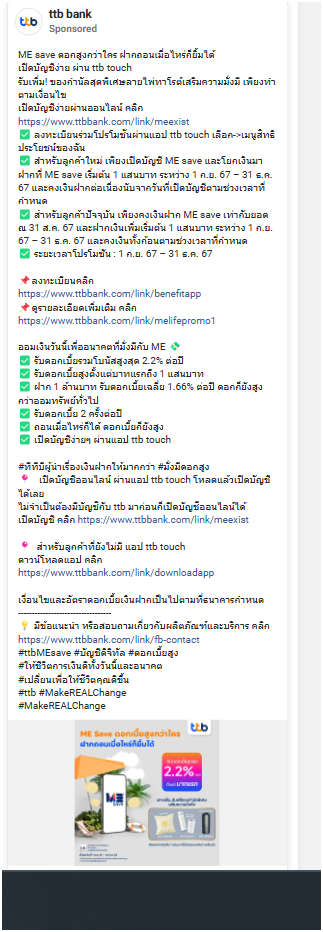 ttb bank
Sponsored
ME save ดอกสูงกว่าใคร ฝากถอนเมื่อไหร่ก็ยิ้มได้
เปิดบัญชีง่าย ผ่าน ttb touch
รับเพิ่ม! ของกำนัลสุดพิเศษลายไพ่ทาโรต์เสริมความมั่งมี เพียงทำ
ตามเงื่อนไข
เปิดบัญชีง่ายผ่านออนไลน์ คลิก
https://www.ttbbank.com/link/meexist
✅ ลงทะเบียนร่วมโปรโมชันผ่านแอป ttb touch เลือก->เมนูสิทธิ
ประโยชน์ของฉัน
✅ สำหรับลูกค้าใหม่ เพียงเปิดบัญชี ME save และโยกเงินมา
ฝากที่ ME save เริ่มต้น 1 แสนบาท ระหว่าง 1 ก.ย. 67 – 31 ธ.ค.
67 และคงเงินฝากต่อเนื่องนับจากวันที่เปิดบัญชีตามช่วงเวลาที่
กำหนด
✅ สำหรับลูกค้าปัจจุบัน เพียงคงเงินฝาก ME save เท่ากับยอด
ณ 31 ส.ค. 67 และฝากเงินเพิ่มเริ่มต้น 1 แสนบาท ระหว่าง 1 ก.ย.
67 – 31 ธ.ค. 67 และคงเงินทั้งก้อนตามช่วงเวลาที่กำหนด
✅ ระยะเวลาโปรโมชัน : 1 ก.ย. 67 – 31 ธ.ค. 67
📌ลงทะเบียนคลิก
https://www.ttbbank.com/link/benefitapp
📌ดูรายละเอียดเพิ่มเติม คลิก
https://www.ttbbank.com/link/melifepromo1
ออมเงินวันนี้เพื่ออนาคตที่มั่งมีกับ ME 💸
✅ รับดอกเบี้ยรวมโบนัสสูงสุด 2.2% ต่อปี
✅ รับดอกเบี้ยสูงตั้งแต่บาทแรกถึง 1 แสนบาท
✅ ฝาก 1 ล้านบาท รับดอกเบี้ยเฉลี่ย 1.66% ต่อปี ดอกก็ยังสูง
กว่าออมทรัพย์ทั่วไป
✅ รับดอกเบี้ย 2 ครั้งต่อปี
✅ ถอนเมื่อไหร่ก็ได้ ดอกเบี้ยก็ยังสูง
✅ เปิดบัญชีง่ายๆ ผ่านแอป ttb touch
#ทีทีบีผู้นำเรื่องเงินฝากให้มากกว่า #มั่งมีดอกสูง
📍 เปิดบัญชีออนไลน์ ผ่านแอป ttb touch โหลดแล้วเปิดบัญชี
ได้เลย
ไม่จำเป็นต้องมีบัญชีกับ ttb มาก่อนก็เปิดบัญชีออนไลน์ได้
เปิดบัญชี คลิก https://www.ttbbank.com/link/meexist
📍 สำหรับลูกค้าที่ยังไม่มี แอป ttb touch
ดาวน์โหลดแอป คลิก
https://www.ttbbank.com/link/downloadapp
เงื่อนไขและอัตราดอกเบี้ยเงินฝากเป็นไปตามที่ธนาคารกำหนด
--------------------------------
💡 มีข้อแนะนำ หรือสอบถามเกี่ยวกับผลิตภัณฑ์และบริการ คลิก
https://www.ttbbank.com/link/fb-contact
#ttbMEsave #บัญชีดิจิทัล #ดอกเบี้ยสูง
#ให้ชีวิตการเงินดีทั้งวันนี้และอนาคต
#เปลี่ยนเพื่อให้ชีวิตคุณดีขึ้น
#ttb #MakeREALChange
#MakeREALChange
ttb
ME Save ดอกเบี้ยสูงกว่าใคร
ฝากถอนเมื่อไหร่ก็ยิ้มได้
2.2%
บาทแรก
ME
SAVE